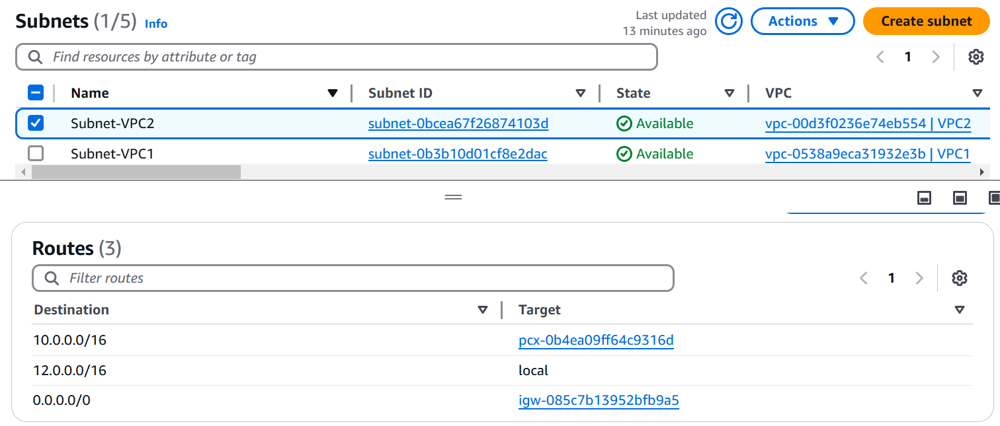 Subnets (1/5) Info
Last updated
13 minutes ago
Actions
Create subnet
Find resources by attribute or tag
1
Name Subnet ID State VPC
Subnet-VPC2 subnet-0bcea67f26874103d Available vpc-00d3f0236e74eb554 | VPC2
Subnet-VPC1 subnet-0b3b10d01cf8e2dac Available vpc-0538a9eca31932e3b | VPC1
Routes (3)
Filter routes
1
Destination Target
10.0.0.0/16 pcx-0b4ea09ff64c9316d
12.0.0.0/16 local
0.0.0.0/0 igw-085c7b13952bfb9a5